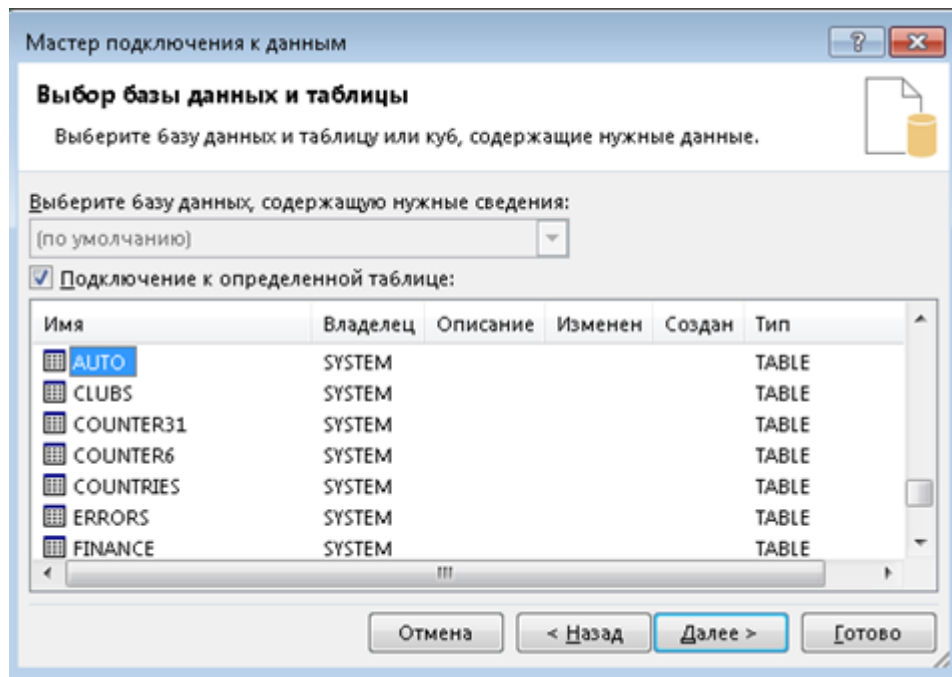 Мастер подключения к данным
Выбор базы данных и таблицы
Выберите базу данных и таблицу или куб, содержащие нужные данные.
Выберите базу данных, содержащую нужные сведения:
(по умолчанию)
Подключение к определенной таблице:
Имя Владелец Описание Изменен Создан Тип
AUTO SYSTEM TABLE
CLUBS SYSTEM TABLE
COUNTER31 SYSTEM TABLE
COUNTER6 SYSTEM TABLE
COUNTRIES SYSTEM TABLE
ERRORS SYSTEM TABLE
FINANCE SYSTEM TABLE
Отмена < Назад Далее > Готово